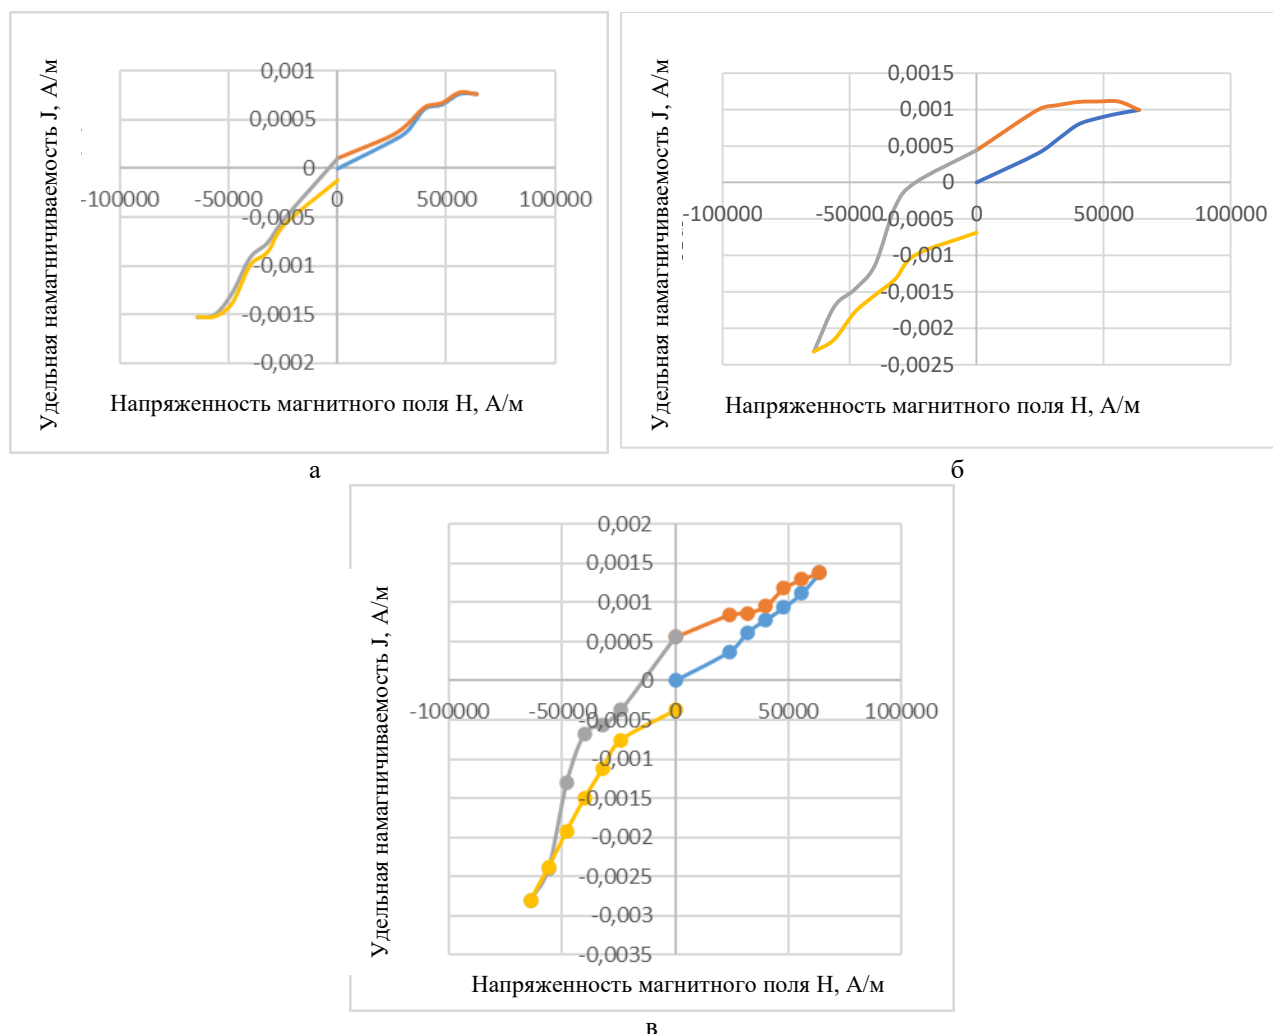 Удельная намагничиваемость J, А/м
0,001
0,0005
0
-100000 -50000 0 50000 100000
-0,0005
-0,001
-0,0015
-0,002
Напряженность магнитного поля Н, А/м
а
Удельная намагничиваемость J, А/м
0,0015
0,001
0,0005
0
-100000 -50000 0 50000 100000
-0,0005
-0,001
-0,0015
-0,002
-0,0025
Напряженность магнитного поля Н, А/м
б
Удельная намагничиваемость J, А/м
0,002
0,0015
0,001
0,0005
0
-100000 -50000 0 50000 100000
-0,0005
-0,001
-0,0015
-0,002
-0,0025
-0,003
-0,0035
Напряженность магнитного поля Н, А/м
в